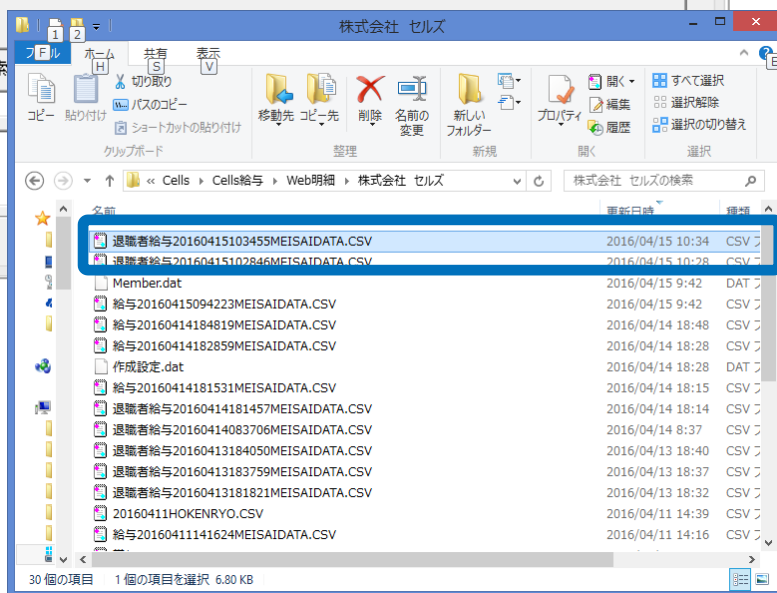 株式会社 セルズ
1
2
ファイル ホーム 共有 表示
F H S V E
コピー 貼り付け 切り取り
パスのコピー
ショートカットの貼り付け
移動先 コピー先 削除 名前の変更
新しいフォルダー
プロパティ
開く
編集
履歴
すべて選択
選択解除
選択の切り替え
クリップボード 整理 新規 開く 選択
« Cells Cells給与 Web明細 株式会社 セルズ
株式会社 セルズの検索
名前 更新日時 種類
退職者給与20160415103455MEISAIDATA.CSV 2016/04/15 10:34 CSV フ
退職者給与20160415102846MEISAIDATA.CSV 2016/04/15 10:28 CSV フ
Member.dat 2016/04/15 9:42 DAT フ
給与20160415094223MEISAIDATA.CSV 2016/04/15 9:42 CSV フ
給与20160414184819MEISAIDATA.CSV 2016/04/14 18:48 CSV フ
給与20160414182859MEISAIDATA.CSV 2016/04/14 18:28 CSV フ
作成設定.dat 2016/04/14 18:28 DAT フ
給与20160414181531MEISAIDATA.CSV 2016/04/14 18:15 CSV フ
退職者給与20160414181457MEISAIDATA.CSV 2016/04/14 18:14 CSV フ
退職者給与20160414083706MEISAIDATA.CSV 2016/04/14 8:37 CSV フ
退職者給与20160413184050MEISAIDATA.CSV 2016/04/13 18:40 CSV フ
退職者給与20160413183759MEISAIDATA.CSV 2016/04/13 18:37 CSV フ
退職者給与20160413181821MEISAIDATA.CSV 2016/04/13 18:32 CSV フ
20160411HOKENRYO.CSV 2016/04/11 14:39 CSV フ
給与20160411141624MEISAIDATA.CSV 2016/04/11 14:16 CSV フ
30 個の項目 1 個の項目を選択 6.80 KB